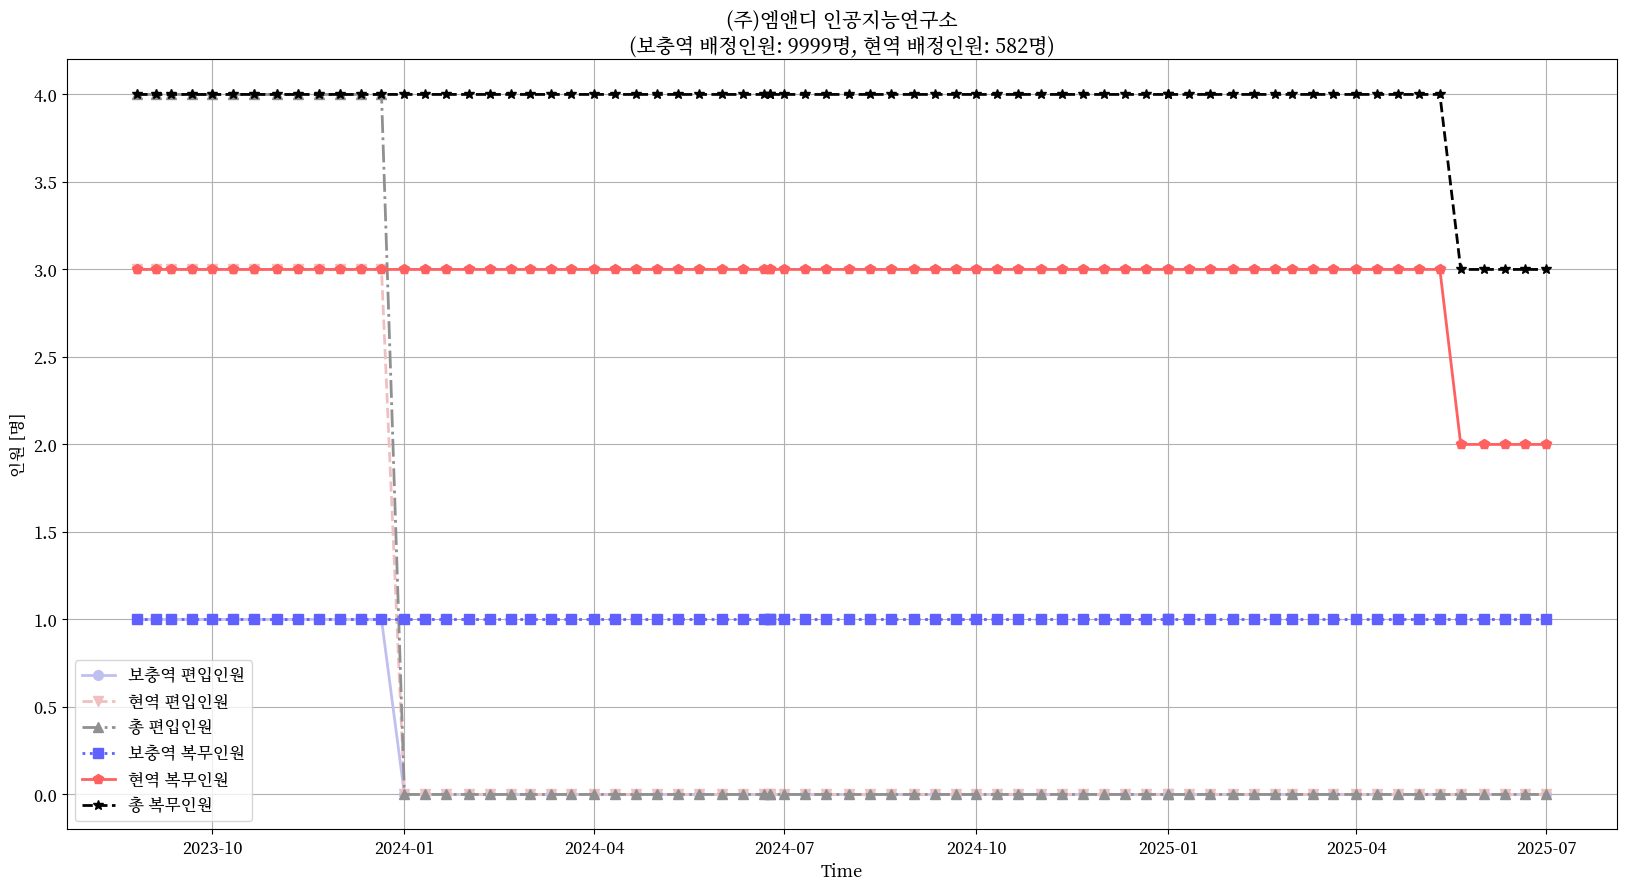 (주)엠앤디 인공지능연구소
(보충역 배정인원: 9999명, 현역 배정인원: 582명)
4.0
3.5
3.0
2.5
2.0
1.5
1.0
0.5
0.0
인원 [명]
보충역 편입인원
현역 편입인원
총 편입인원
보충역 복무인원
현역 복무인원
총 복무인원
2023-10
2024-01
2024-04
2024-07
2024-10
2025-01
2025-04
2025-07
Time